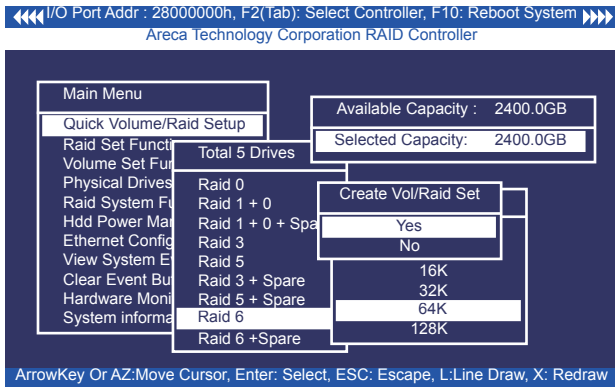 I/O Port Addr : 28000000h, F2(Tab): Select Controller, F10: Reboot System
Areca Technology Corporation RAID Controller
Main Menu
Quick Volume/Raid Setup
Raid Set Functi
Volume Set Fun
Physical Drives
Raid System Fu
Hdd Power Man
Ethernet Config
View System E
Clear Event Bu
Hardware Moni
System informa
Total 5 Drives
Raid 0
Raid 1 + 0
Raid 1 + 0 + Spa
Raid 3
Raid 5
Raid 3 + Spare
Raid 5 + Spare
Raid 6
Raid 6 +Spare
Available Capacity : 2400.0GB
Selected Capacity: 2400.0GB
Create Vol/Raid Set
Yes
No
16K
32K
64K
128K
ArrowKey Or AZ:Move Cursor, Enter: Select, ESC: Escape, L:Line Draw, X: Redraw